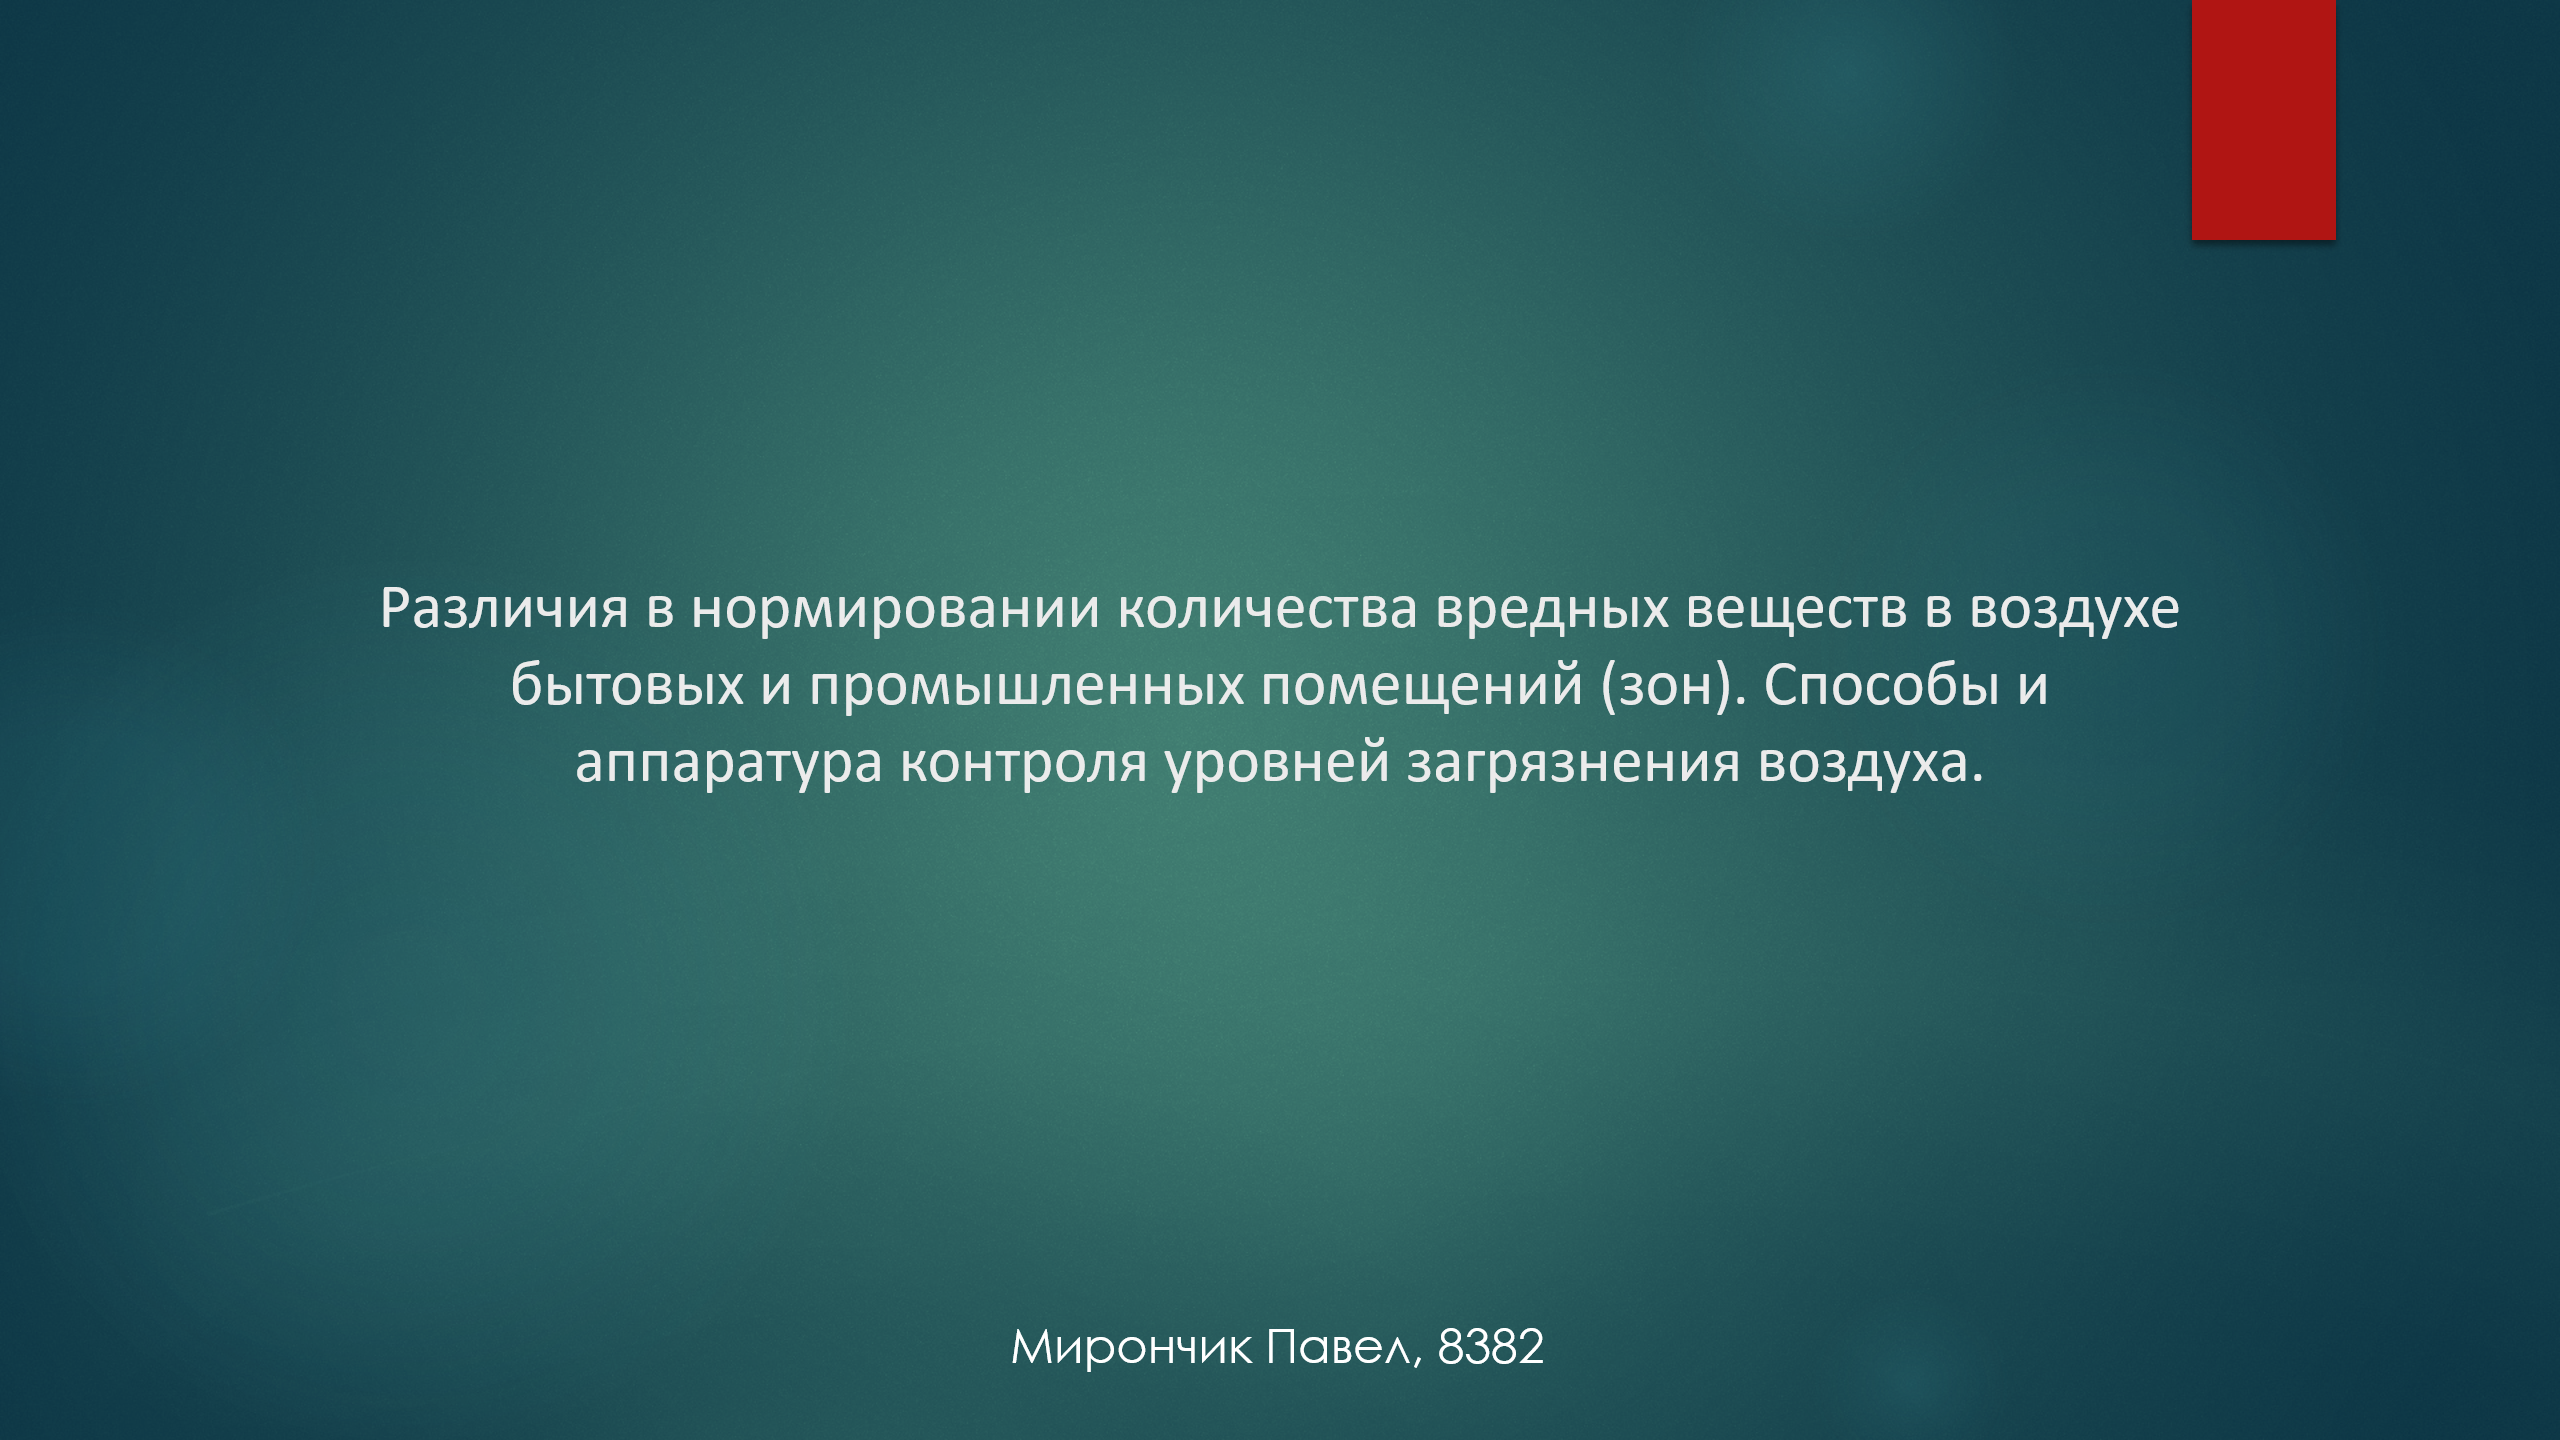 Различия в нормировании количества вредных веществ в воздухе
бытовых и промышленных помещений (зон). Способы и
аппаратура контроля уровней загрязнения воздуха.
Мирончик Павел, 8382